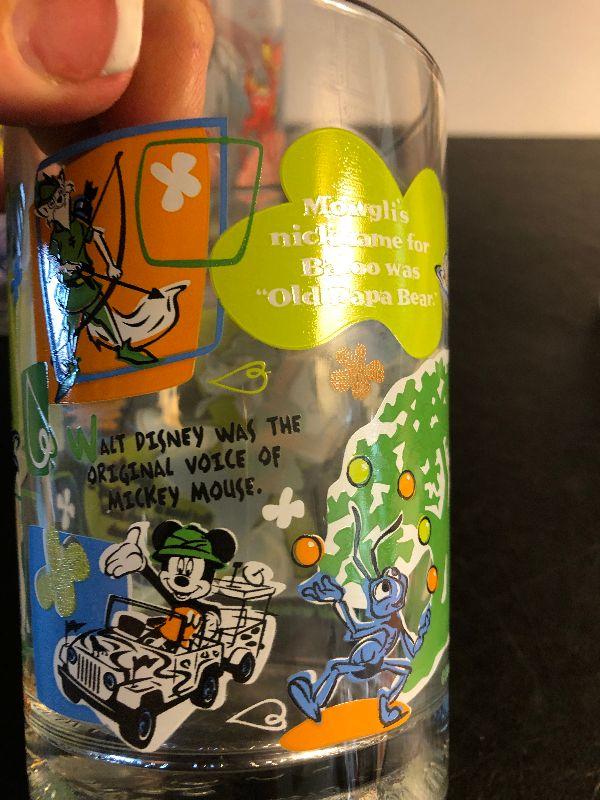 Mowgli's
nickname for
Baloo was
"Old Papa Bear."
WALT DISNEY WAS THE
ORIGINAL VOICE OF
MICKEY MOUSE.